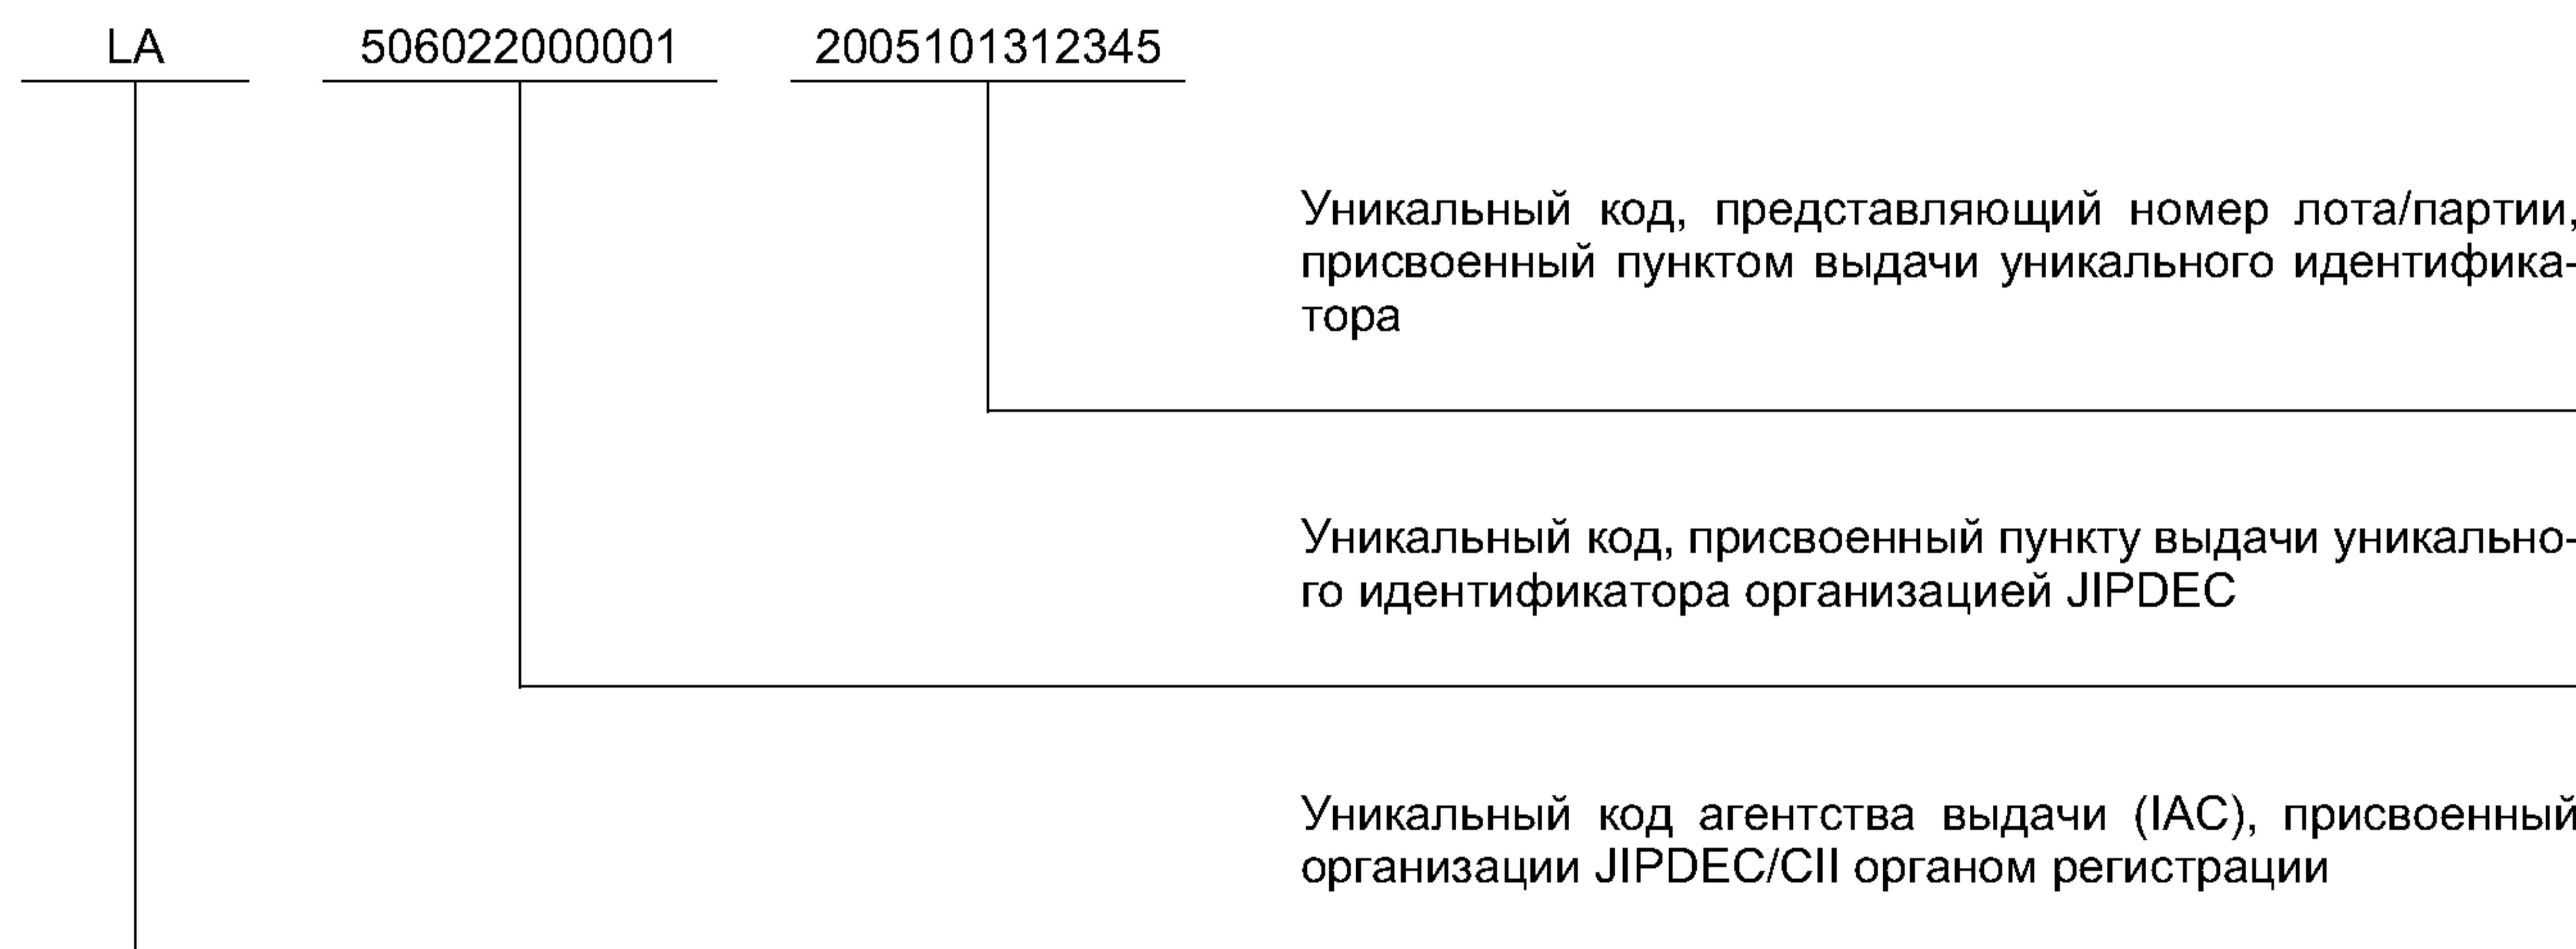 LA 506022000001 2005101312345
Уникальный код, представляющий номер лота/партии,
присвоенный пунктом выдачи уникального идентифика-
тора
Уникальный код, присвоенный пункту выдачи уникально-
го идентификатора организацией JIPDEC
Уникальный код агентства выдачи (IAC), присвоенный
организации JIPDEC/CII органом регистрации